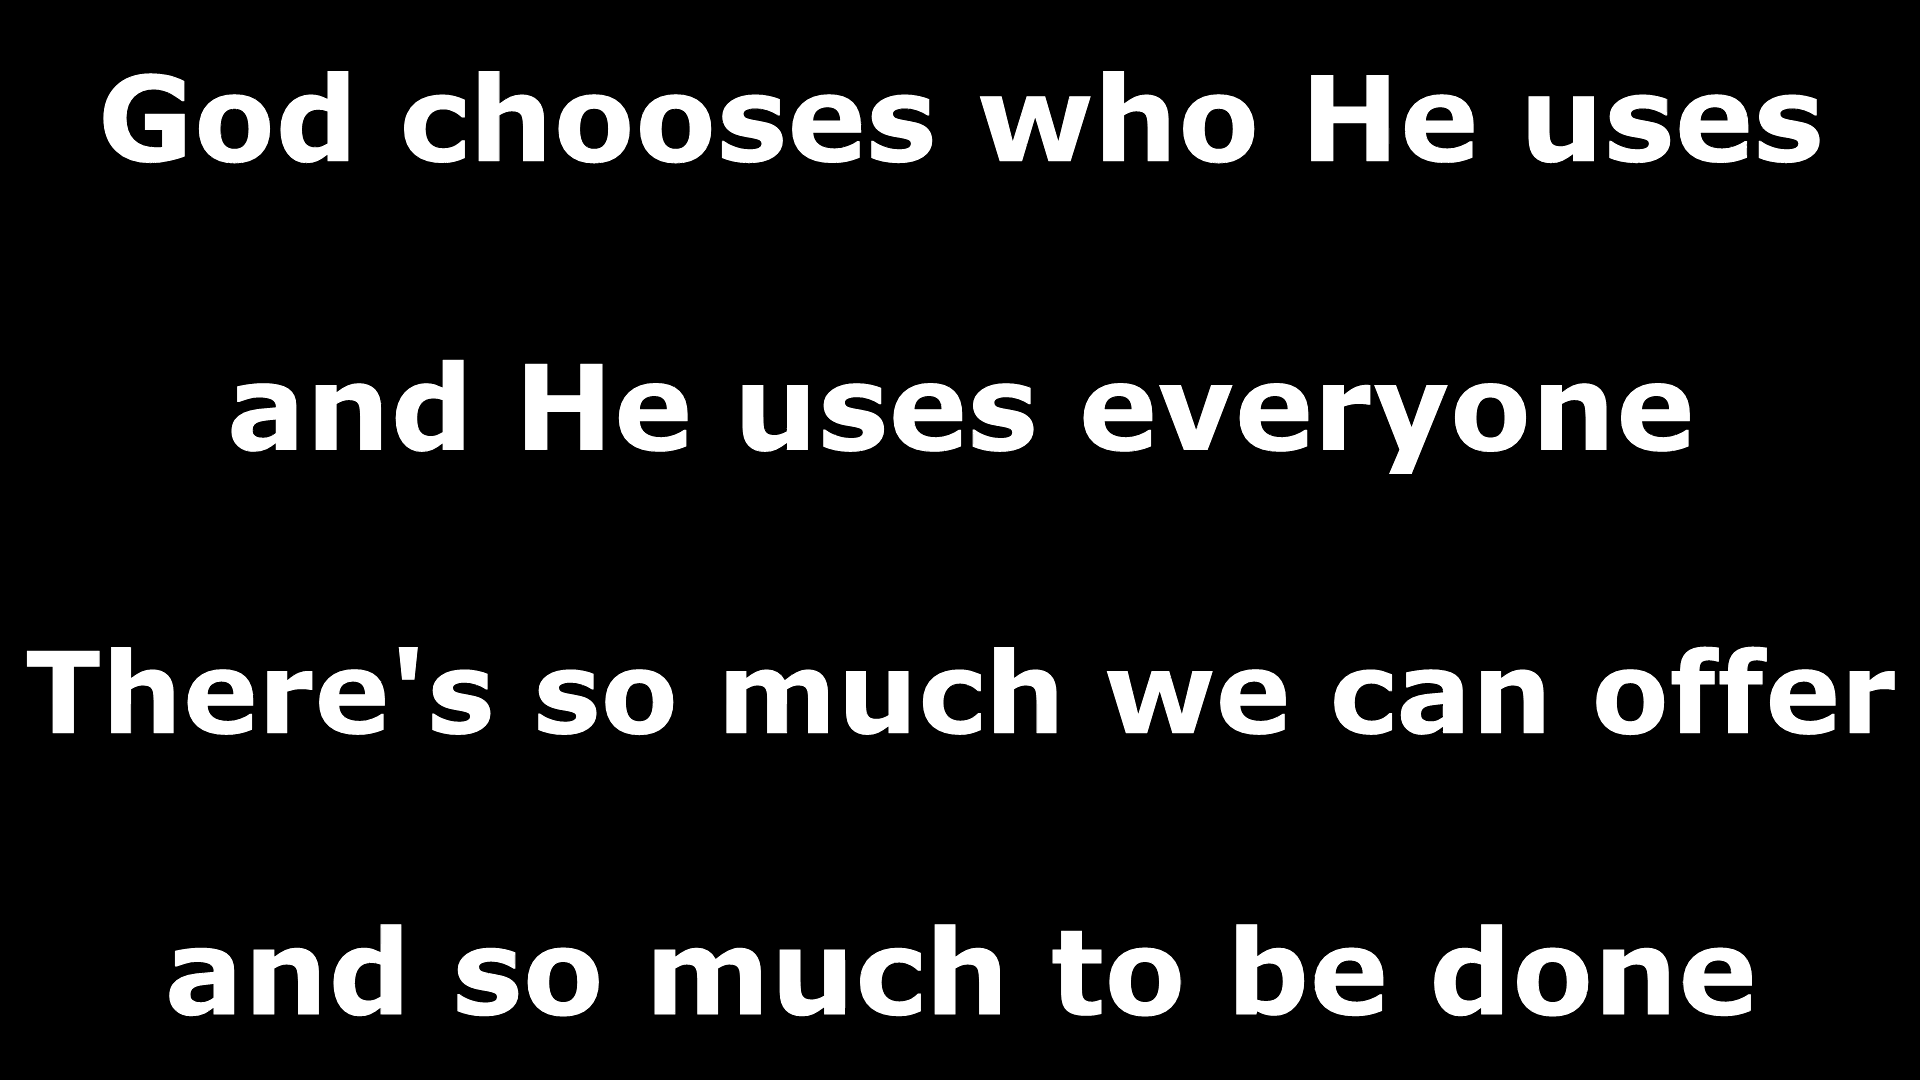 God chooses who He uses
and He uses everyone
There's so much we can offer
and so much to be done